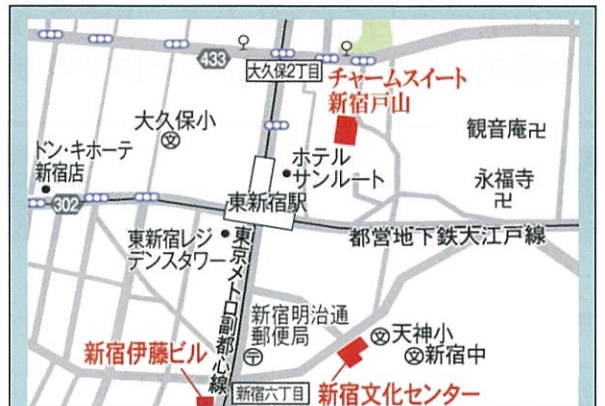 433
大久保2丁目
チャームスイート
新宿戸山
大久保小
観音庵卍
ドン・キホーテ
新宿店
ホテル
サンルート
永福寺
卍
302
東新宿駅
東新宿レジ
デンスタワー
都営地下鉄大江戸線
東京メトロ副都心線
新宿明治通
郵便局
天神小
新宿中
新宿伊藤ビル
新宿六丁目
新宿文化センター